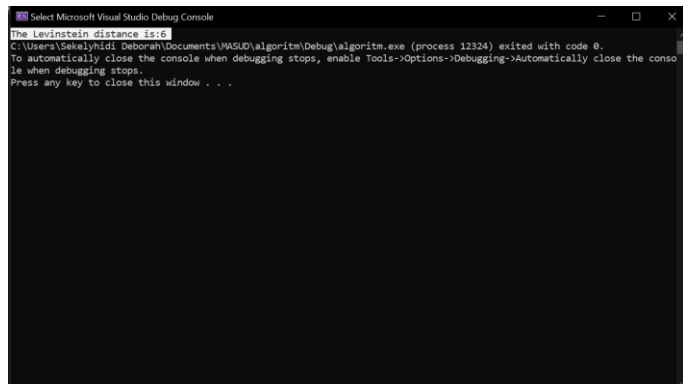 Select Microsoft Visual Studio Debug Console
The Levinstein distance is:6
C:\Users\Sekelyhidi Deborah\Documents\MASUD\algoritm\Debug\algoritm.exe (process 12324) exited with code 0.
To automatically close the console when debugging stops, enable Tools->Options->Debugging->Automatically close the conso
le when debugging stops.
Press any key to close this window . . .